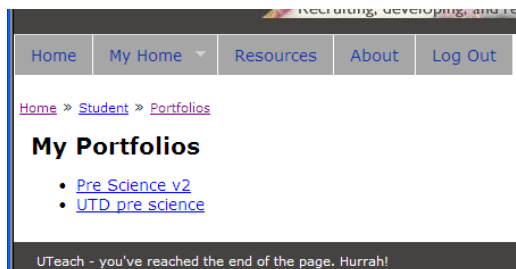 Recruiting, developing, and re
Home My Home Resources About Log Out
Home » Student » Portfolios
My Portfolios
• Pre Science v2
• UTD pre science
UTeach - you've reached the end of the page. Hurrah!